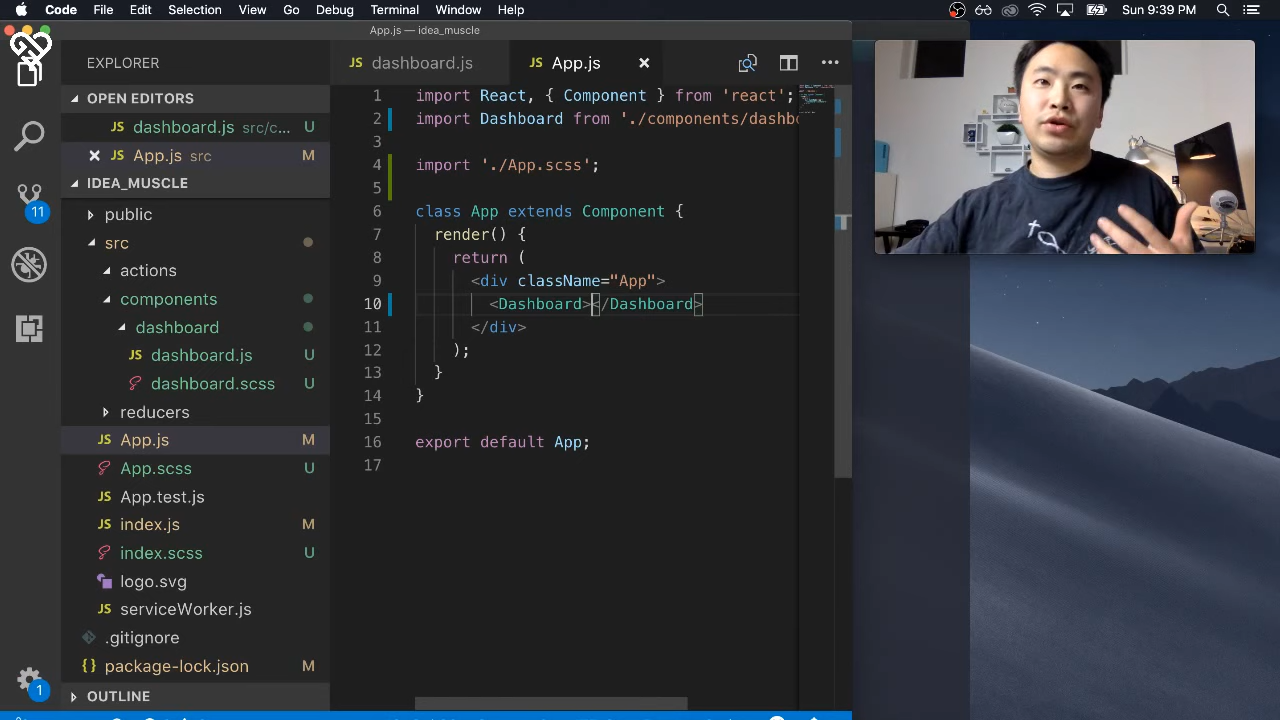 Code File Edit Selection View Go Debug Terminal Window Help Sun 9:39 PM
App.js — idea_muscle
EXPLORER
OPEN EDITORS
JS dashboard.js src/c... U
JS App.js src M
IDEA_MUSCLE
public
src
actions
components
dashboard
JS dashboard.js U
dashboard.scss U
reducers
JS App.js M
App.scss U
JS App.test.js
JS index.js M
index.scss U
logo.svg
JS serviceWorker.js
.gitignore
{} package-lock.json M
OUTLINE
11
1
JS dashboard.js
JS App.js
1 import React, { Component } from 'react';
2 import Dashboard from './components/dashbo
3
4 import './App.scss';
5
6 class App extends Component {
7 render() {
8 return (
9 <div className="App">
10 <Dashboard></Dashboard>
11 </div>
12 );
13 }
14 }
15
16 export default App;
17